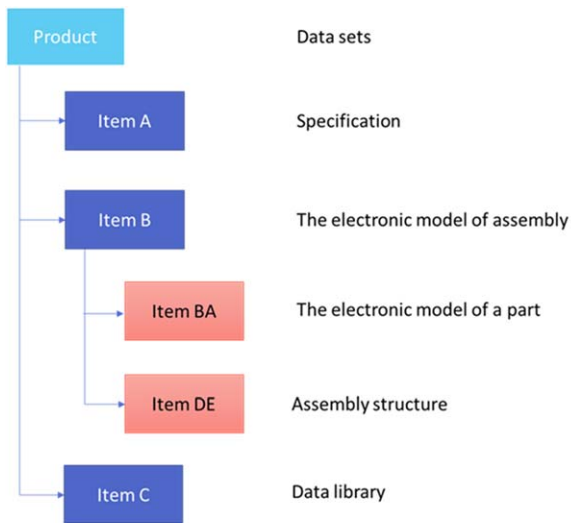 Product
Data sets
Item A
Specification
Item B
The electronic model of assembly
Item BA
The electronic model of a part
Item DE
Assembly structure
Item C
Data library